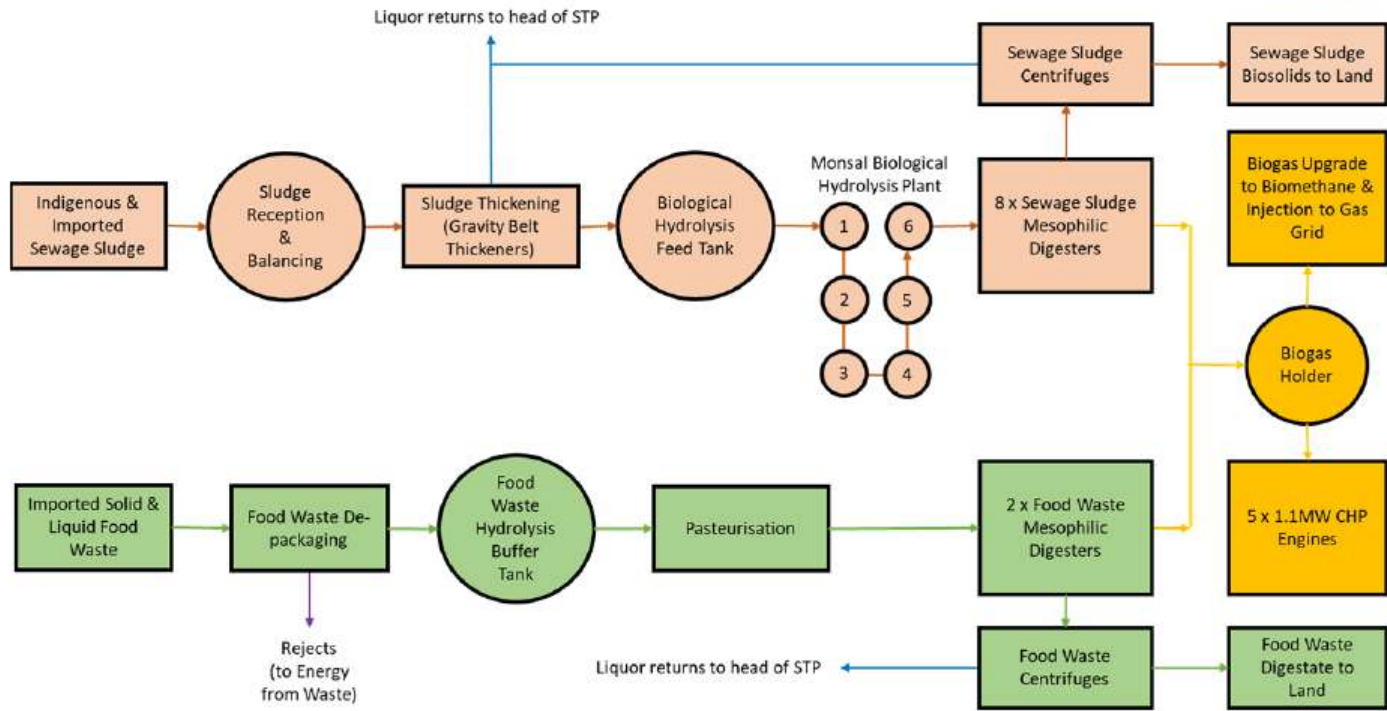 Liquor returns to head of STP
Sewage Sludge
Centrifuges
Sewage Sludge
Biosolids to Land
Indigenous &
Imported
Sewage Sludge
Sludge
Reception
&
Balancing
Sludge Thickening
(Gravity Belt
Thickeners)
Biological
Hydrolysis
Feed Tank
Monsal Biological
Hydrolysis Plant
1
2
3
4
5
6
8 x Sewage Sludge
Mesophilic
Digesters
Biogas Upgrade
to Biomethane &
Injection to Gas
Grid
Biogas
Holder
5 x 1.1MW CHP
Engines
Imported Solid &
Liquid Food
Waste
Food Waste De-
packaging
Rejects
(to Energy
from Waste)
Food
Waste
Hydrolysis
Buffer
Tank
Pasteurisation
2 x Food Waste
Mesophilic
Digesters
Liquor returns to head of STP
Food Waste
Centrifuges
Food Waste
Digestate to
Land